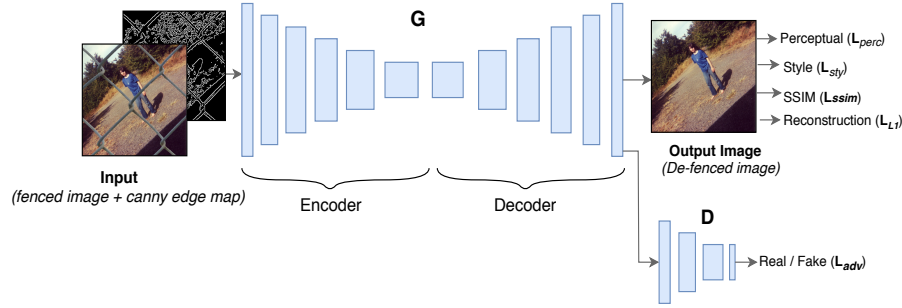 G
Perceptual (Lperc)
Style (Lsty)
SSIM (Lssim)
Reconstruction (LL1)
Input
(fenced image + canny edge map)
Output Image
(De-fenced image)
Encoder
Decoder
D
Real / Fake (Ladv)